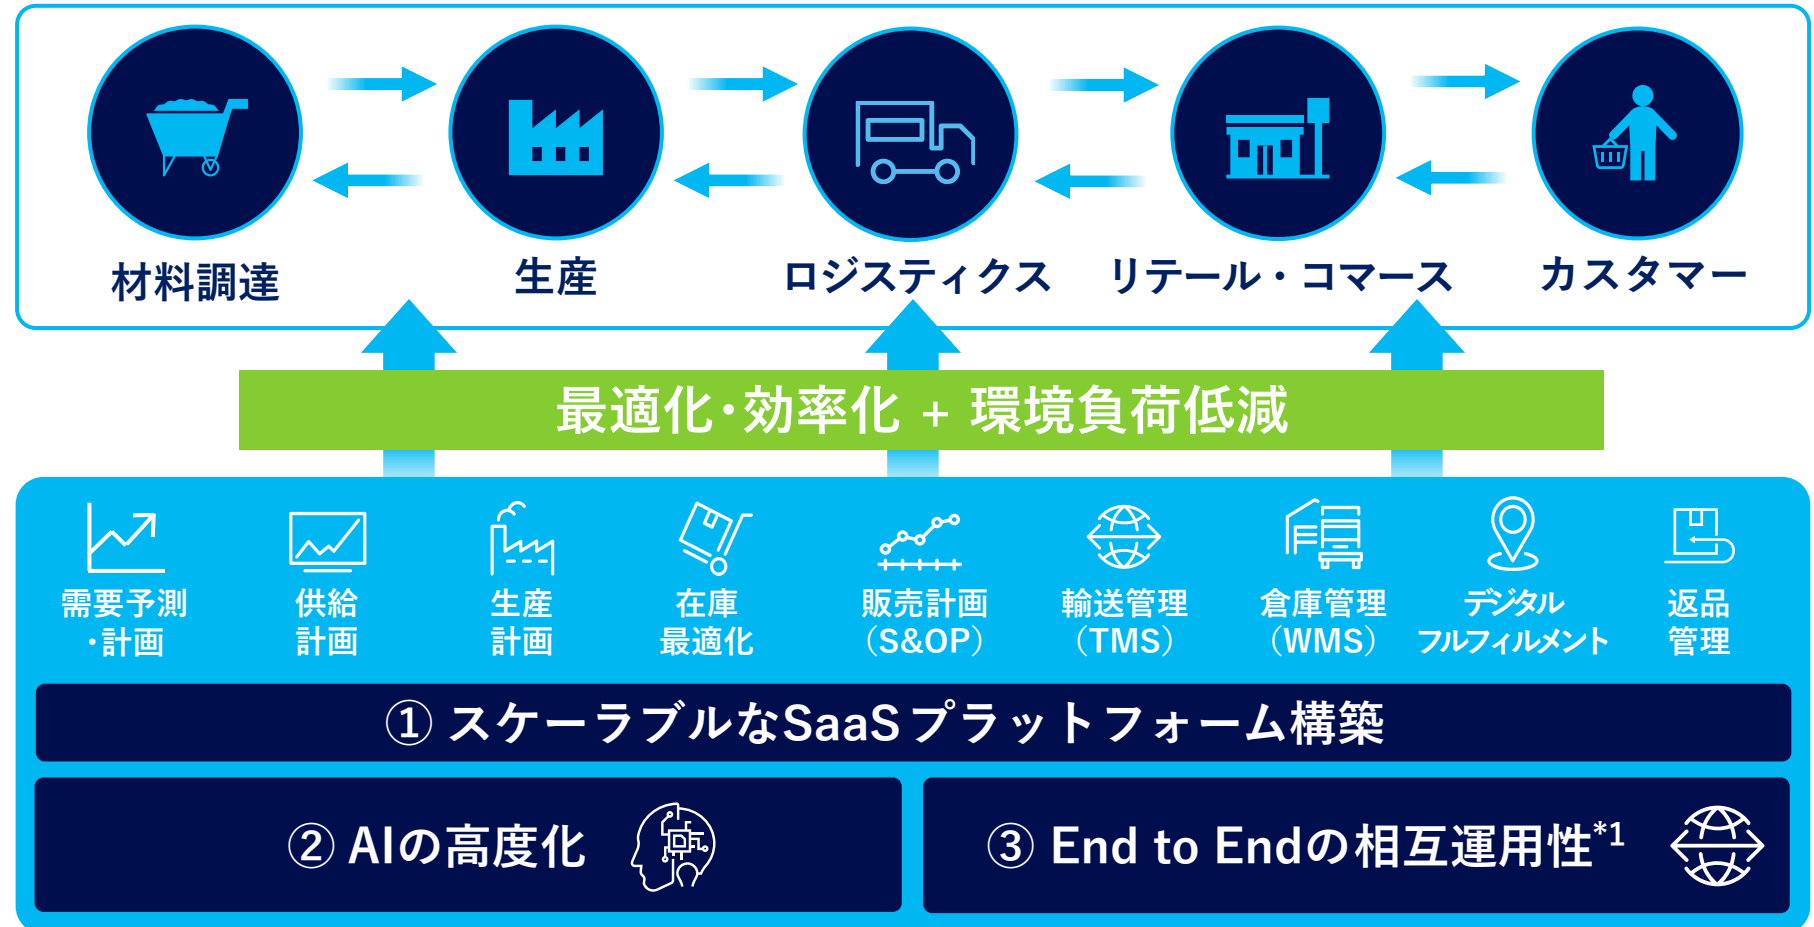 材料調達
生産
ロジスティクス
リテール・コマース
カスタマー
最適化・効率化 + 環境負荷低減
需要予測
・計画
供給
計画
生産
計画
在庫
最適化
販売計画
（S&OP）
輸送管理
（TMS）
倉庫管理
（WMS）
デジタル
フルフィルメント
返品
管理
① スケーラブルなSaaSプラットフォーム構築
② AIの高度化
③ End to Endの相互運用性*1